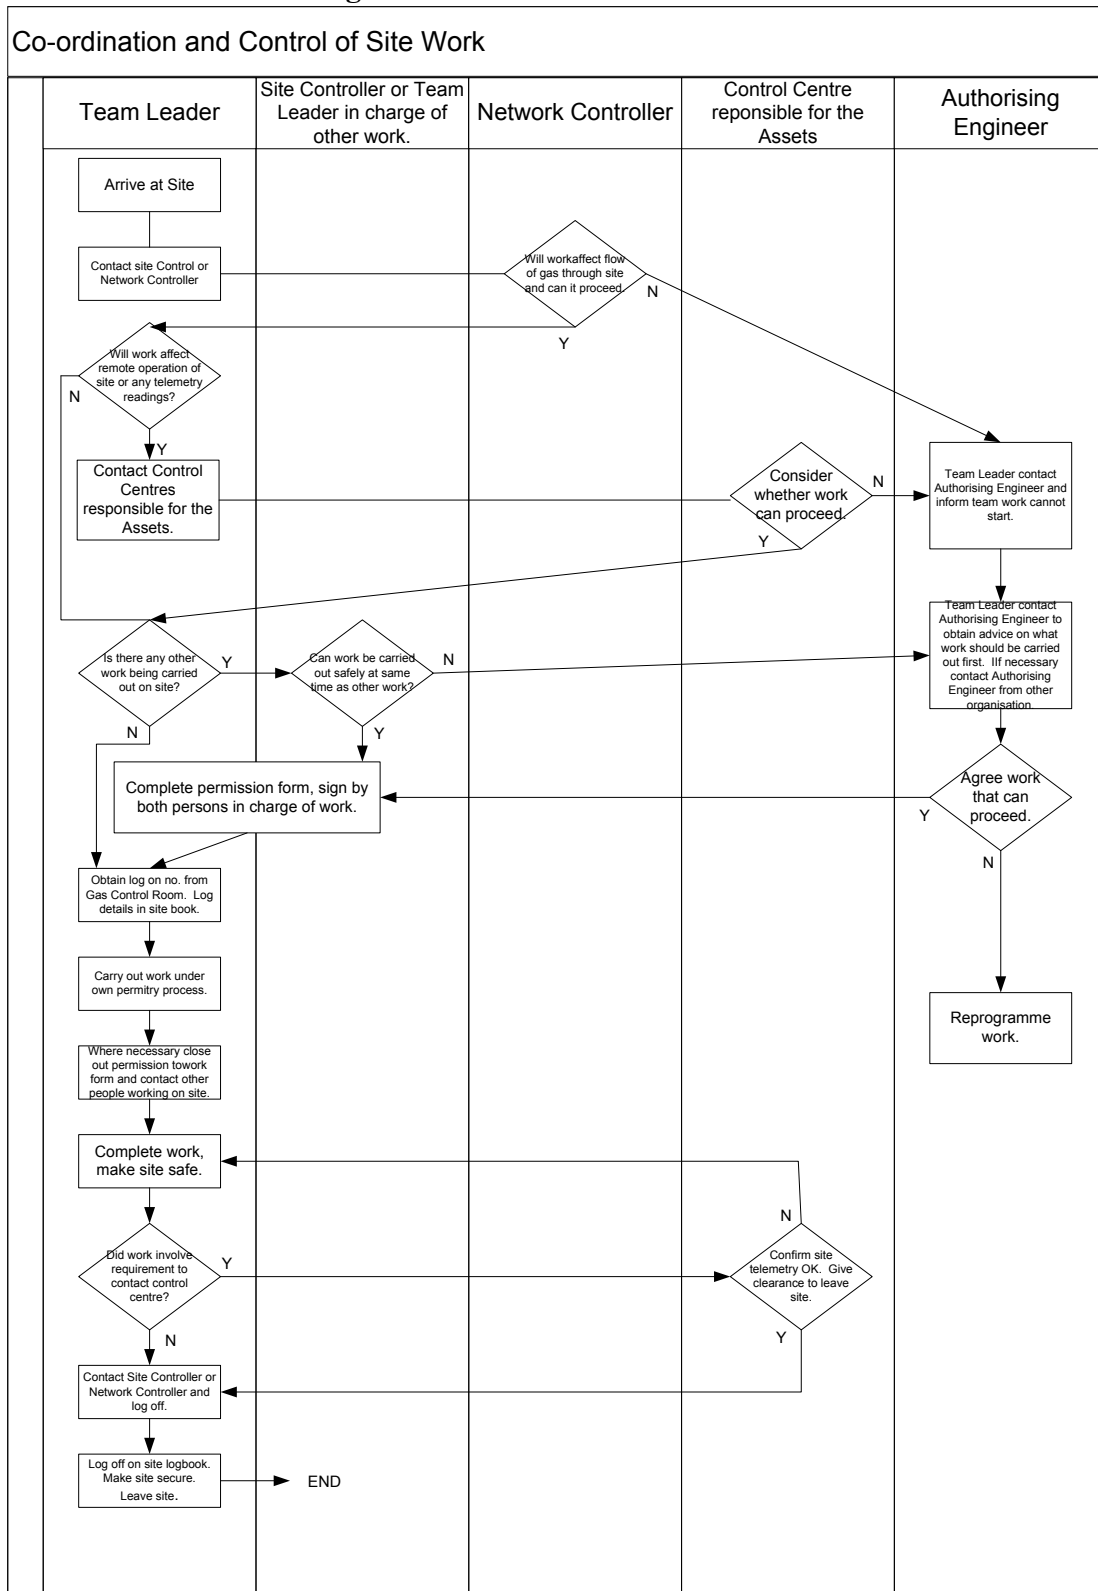 Co-ordination and Control of Site Work
Team Leader
Site Controller or Team
Leader in charge of
other work.
Network Controller
Control Centre
reponsible for the
Assets
Authorising
Engineer
Arrive at Site
Contact site Control or
Network Controller
Will workaffect flow
of gas through site
and can it proceed.
N
Y
Will work affect
remote operation of
site or any telemetry
readings?
N
Y
Contact Control
Centres
responsible for the
Assets.
Consider
whether work
can proceed.
N
Y
Team Leader contact
Authorising Engineer and
inform team work cannot
start.
Team Leader contact
Authorising Engineer to
obtain advice on what
work should be carried
out first.  IIf necessary
contact Authorising
Engineer from other
organisation.
Is there any other
work being carried
out on site?
Y
N
Can work be carried
out safely at same
time as other work?
N
Y
Complete permission form, sign by
both persons in charge of work.
Agree work
that can
proceed.
Y
N
Obtain log on no. from
Gas Control Room.  Log
details in site book.
Carry out work under
own permitry process.
Reprogramme
work.
Where necessary close
out permission towork
form and contact other
people working on site.
Complete work,
make site safe.
Did work involve
requirement to
contact control
centre?
Y
N
N
Confirm site
telemetry OK.  Give
clearance to leave
site.
Y
Contact Site Controller or
Network Controller and
log off.
Log off on site logbook.
Make site secure.
Leave site.
END